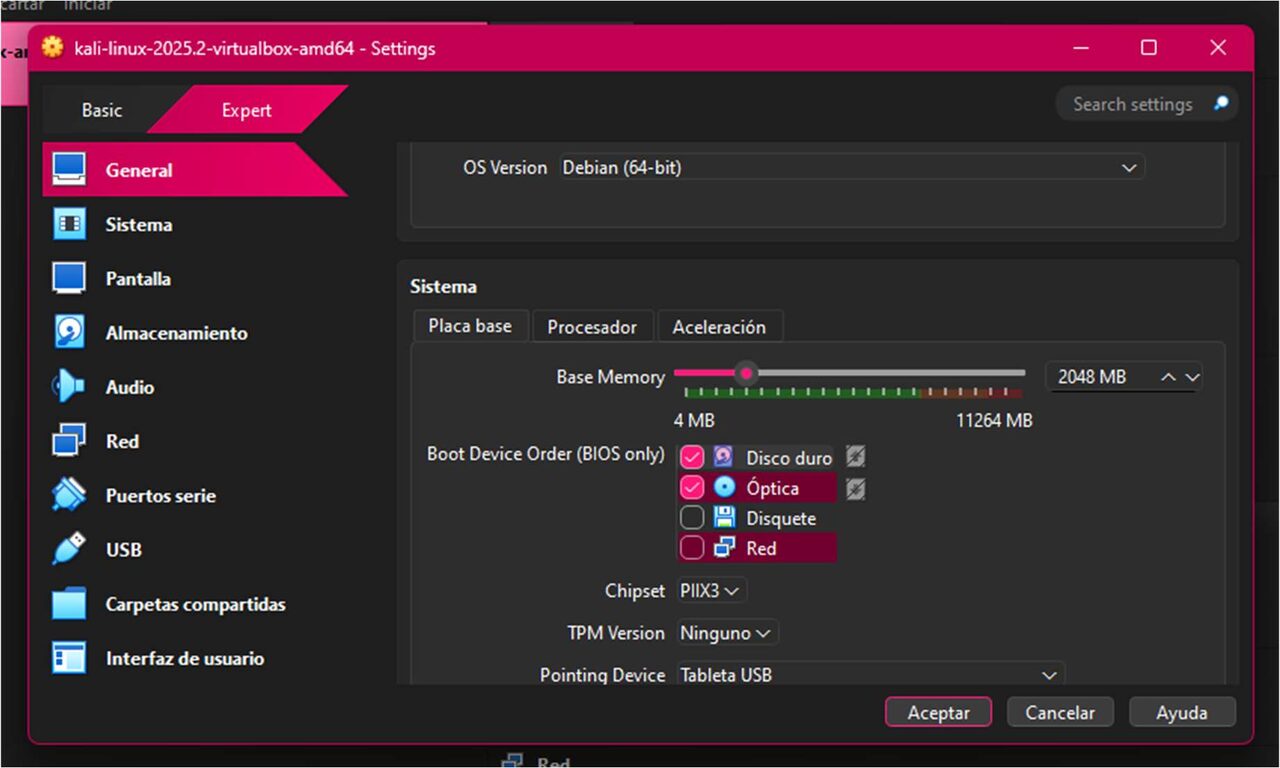 cartar Iniciar
kali-linux-2025.2-virtualbox-amd64 - Settings
Basic Expert
Search settings
General
Sistema
Pantalla
Almacenamiento
Audio
Red
Puertos serie
USB
Carpetas compartidas
Interfaz de usuario
OS Version Debian (64-bit)
Sistema
Placa base Procesador Aceleración
Base Memory 2048 MB
4 MB 11264 MB
Boot Device Order (BIOS only) Disco duro
Óptica
Disquete
Red
Chipset PIIX3
TPM Version Ninguno
Pointing Device Tableta USB
Aceptar Cancelar Ayuda
Red